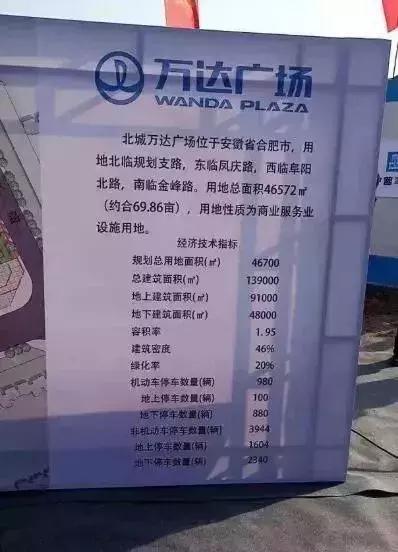 万达广场
WANDA PLAZA
北城万达广场位于安徽省合肥市，用
地北临规划支路，东临凤庆路，西临阜阳
北路，南临金峰路。用地总面积46572㎡
（约合69.86亩），用地性质为商业服务业
设施用地。
经济技术指标
规划总用地面积(㎡) 46700
总建筑面积(㎡) 139000
地上建筑面积(㎡) 91000
地下建筑面积(㎡) 48000
容积率 1.95
建筑密度 46%
绿化率 20%
机动车停车数量(辆) 980
地上停车数量(辆) 100
地下停车数量(辆) 880
非机动车停车数量(辆) 3944
地上停车数量(辆) 1604
地下停车数量(辆) 2340